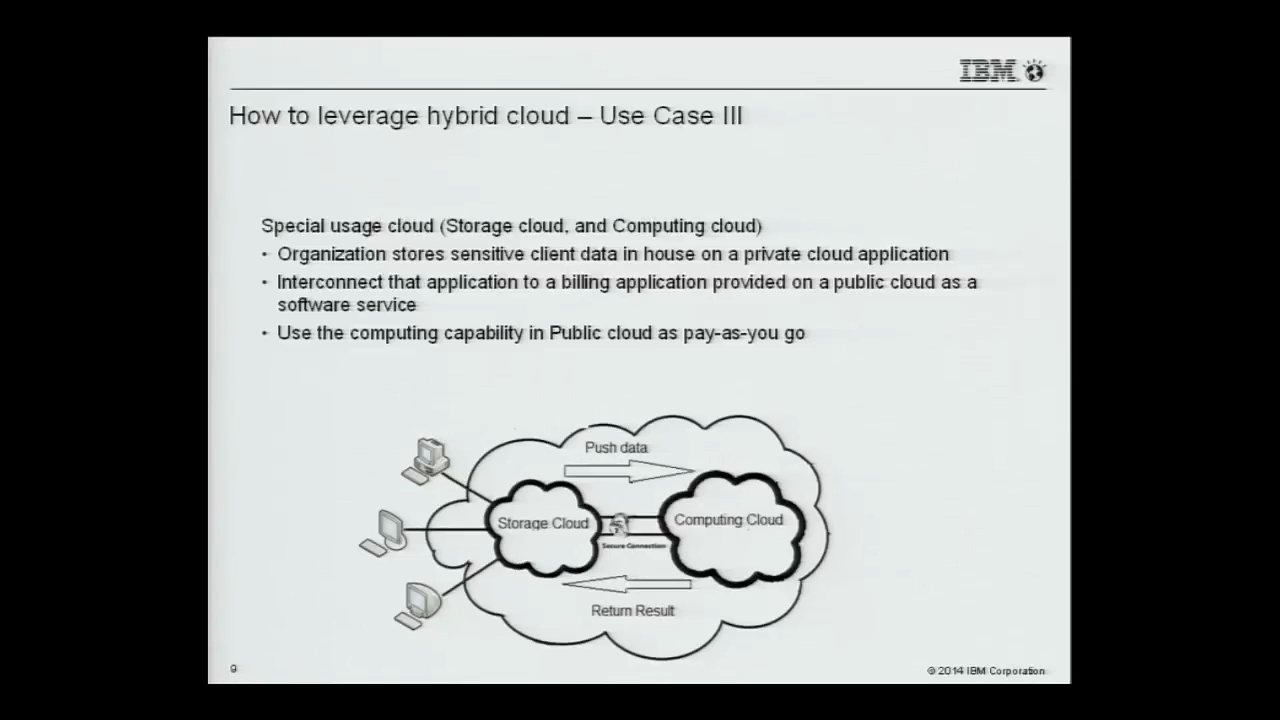 IBM
How to leverage hybrid cloud – Use Case III
Special usage cloud (Storage cloud, and Computing cloud)
• Organization stores sensitive client data in house on a private cloud application
• Interconnect that application to a billing application provided on a public cloud as a
software service
• Use the computing capability in Public cloud as pay-as-you go
Push data
Storage Cloud
Computing Cloud
Secure Connection
Return Result
9
© 2014 IBM Corporation